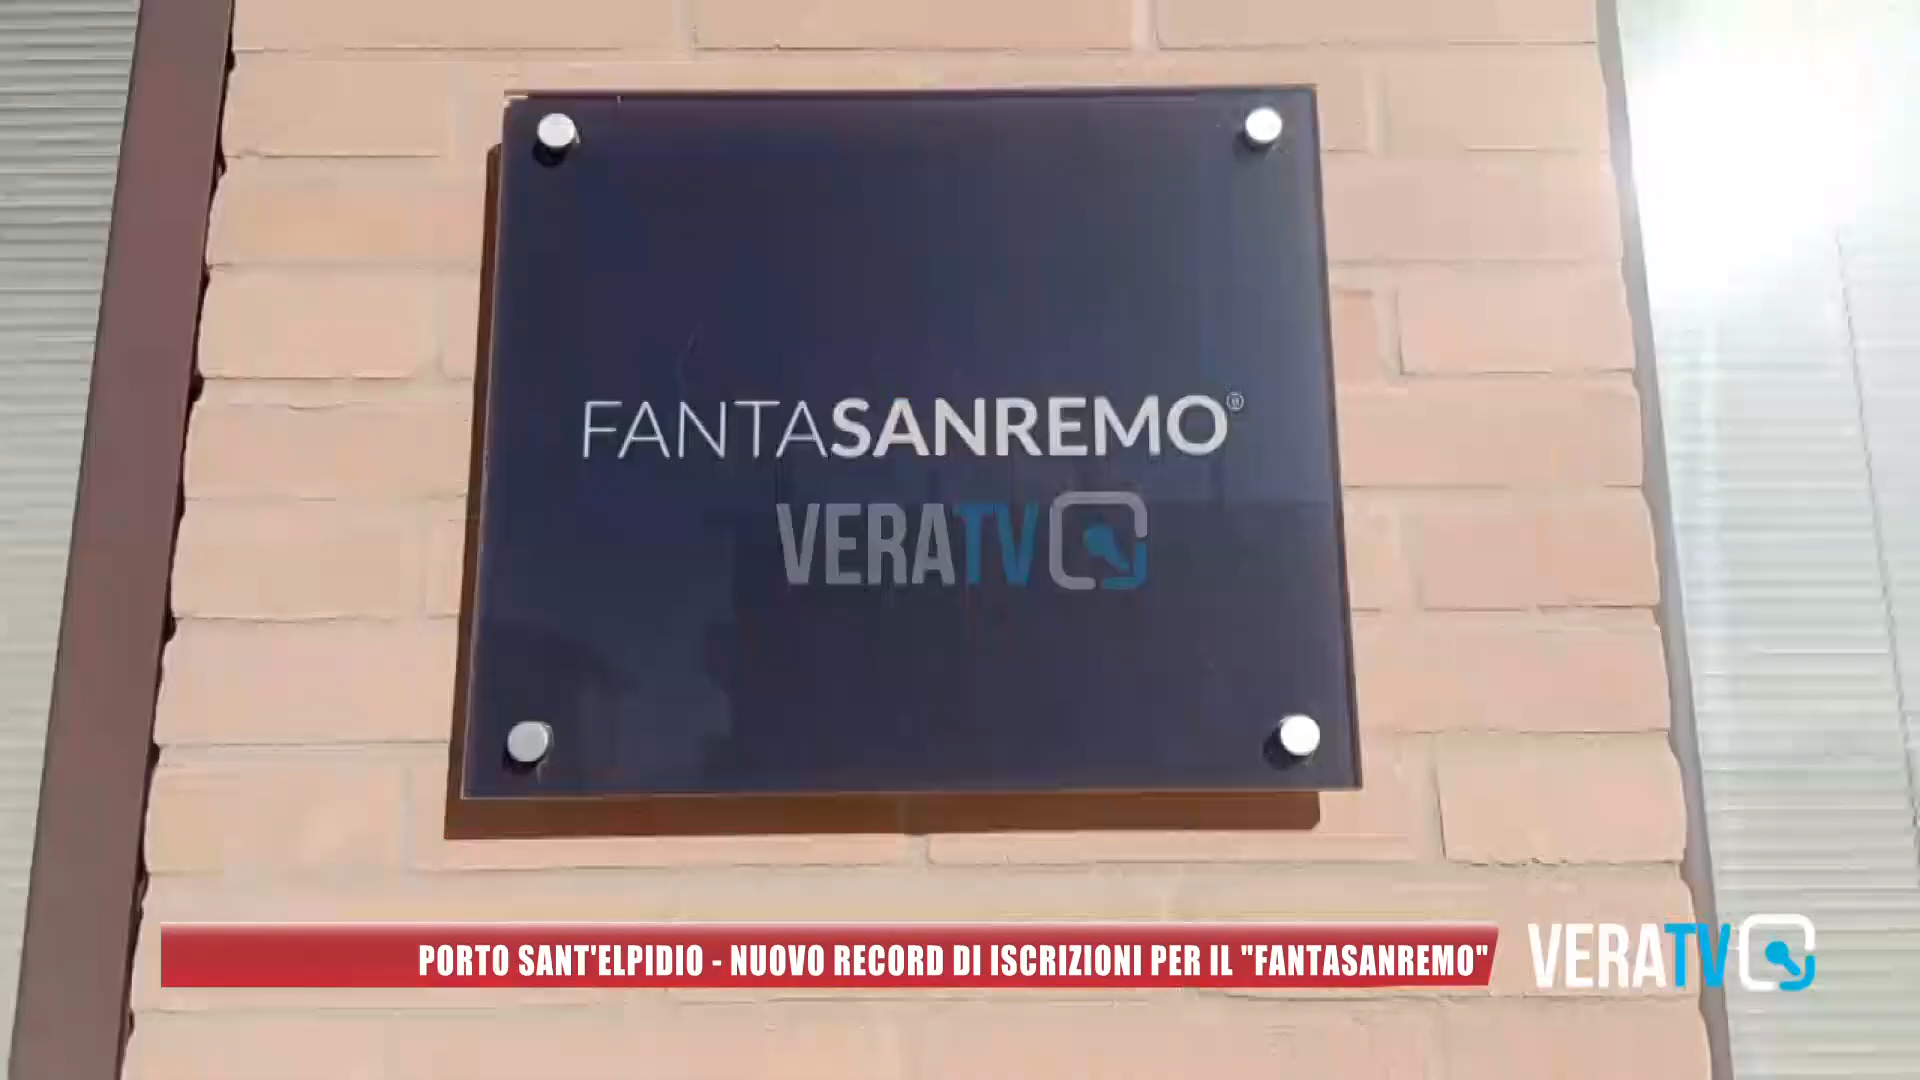 FANTASANREMO®
VERATV
PORTO SANT'ELPIDIO - NUOVO RECORD DI ISCRIZIONI PER IL "FANTASANREMO"
VERATV